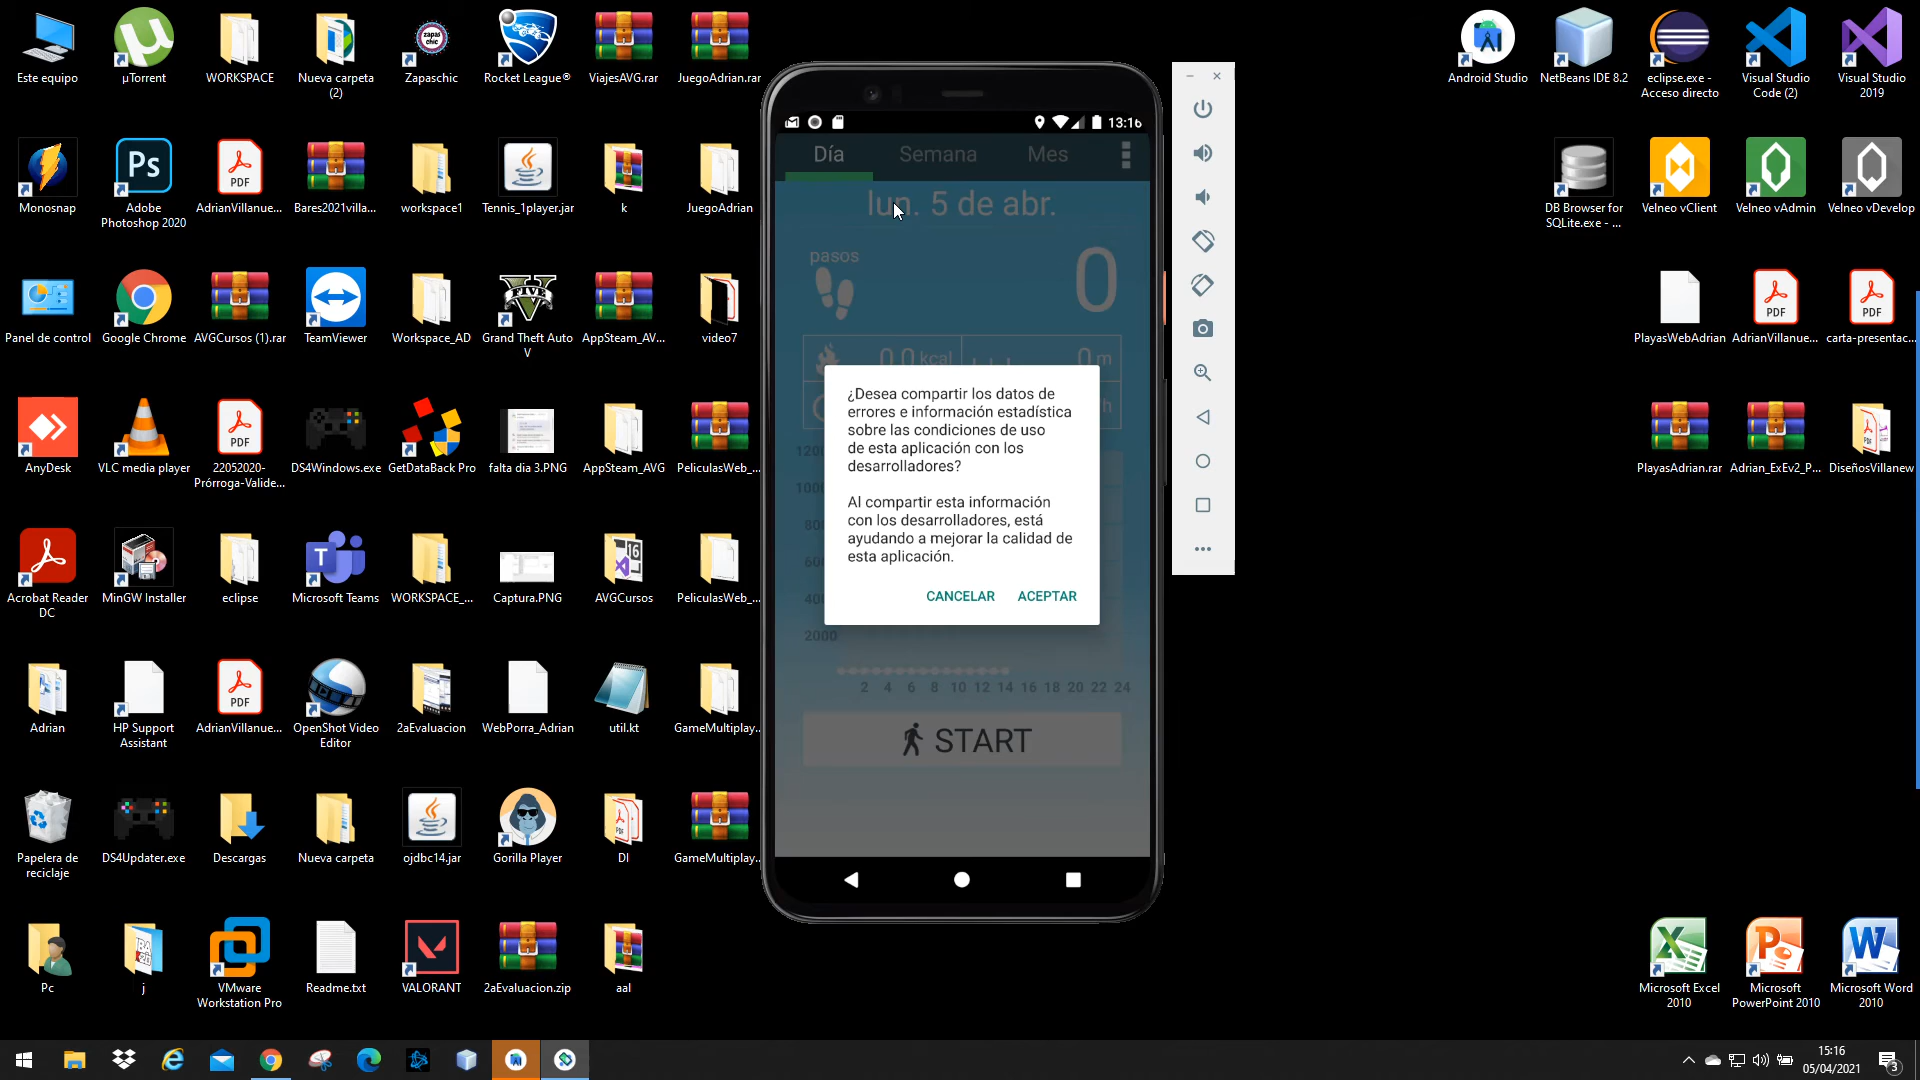 Este equipo
µTorrent
WORKSPACE
Nueva carpeta
(2)
Zapaschic
Rocket League®
ViajesAVG.rar
JuegoAdrian.rar
Android Studio
NetBeans IDE 8.2
eclipse.exe -
Acceso directo
Visual Studio
Code (2)
Visual Studio
2019
Monosnap
Adobe
Photoshop 2020
AdrianVillanue...
Bares2021villa...
workspace1
Tennis_1player.jar
k
JuegoAdrian
DB Browser for
SQLite.exe - ...
Velneo vClient
Velneo vAdmin
Velneo vDevelop
Panel de control
Google Chrome
AVGCursos (1).rar
TeamViewer
Workspace_AD
Grand Theft Auto
V
AppSteam_AV...
video7
PlayasWebAdrian
AdrianVillanue...
carta-presentac...
AnyDesk
VLC media player
22052020-
Prórroga-Valide...
DS4Windows.exe
GetDataBack Pro
falta dia 3.PNG
AppSteam_AVG
PeliculasWeb_...
PlayasAdrian.rar
Adrian_ExEv2_P...
DiseñosVillanew
Acrobat Reader
DC
MinGW Installer
eclipse
Microsoft Teams
WORKSPACE_...
Captura.PNG
AVGCursos
PeliculasWeb_...
Adrian
HP Support
Assistant
AdrianVillanue...
OpenShot Video
Editor
2aEvaluacion
WebPorra_Adrian
util.kt
GameMultiplay...
Papelera de
reciclaje
DS4Updater.exe
Descargas
Nueva carpeta
ojdbc14.jar
Gorilla Player
DI
GameMultiplay...
Pc
j
VMware
Workstation Pro
Readme.txt
VALORANT
2aEvaluacion.zip
aal
Microsoft Excel
2010
Microsoft
PowerPoint 2010
Microsoft Word
2010
13:16
Día
Semana
Mes
lun. 5 de abr.
pasos
0
0.0 kcal
0 m
h
¿Desea compartir los datos de
errores e información estadística
sobre las condiciones de uso
de esta aplicación con los
desarrolladores?
Al compartir esta información
con los desarrolladores, está
ayudando a mejorar la calidad de
esta aplicación.
CANCELAR ACEPTAR
2000
2 4 6 8 10 12 14 16 18 20 22 24
START
15:16
05/04/2021
3